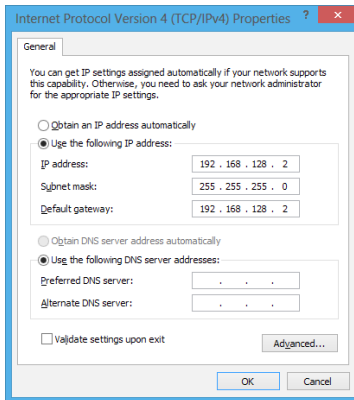 Internet Protocol Version 4 (TCP/IPv4) Properties ? ×
General
You can get IP settings assigned automatically if your network supports
this capability. Otherwise, you need to ask your network administrator
for the appropriate IP settings.
Obtain an IP address automatically
Use the following IP address:
IP address: 192 . 168 . 128 . 2
Subnet mask: 255 . 255 . 255 . 0
Default gateway: 192 . 168 . 128 . 2
Obtain DNS server address automatically
Use the following DNS server addresses:
Preferred DNS server: . . .
Alternate DNS server: . . .
Validate settings upon exit
Advanced...
OK Cancel